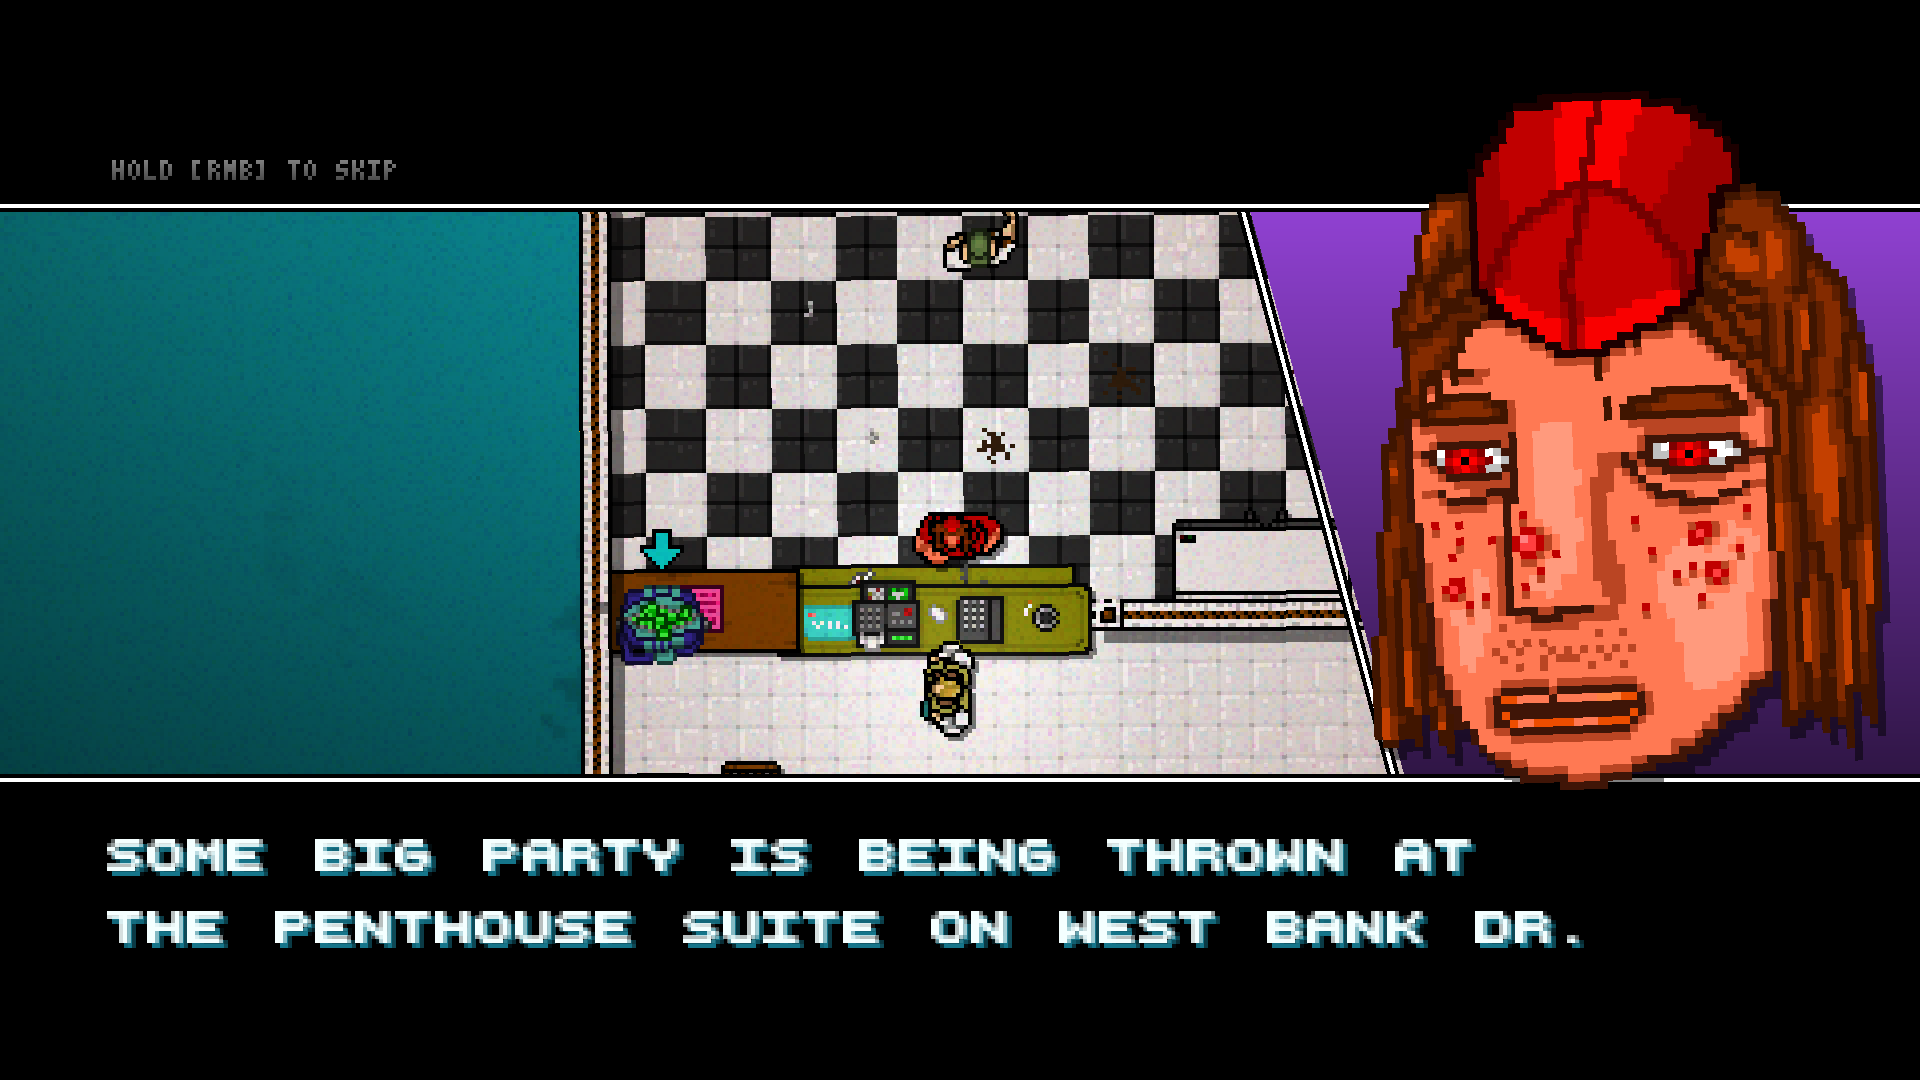 HOLD [RMB] TO SKIP
SOME BIG PARTY IS BEING THROWN AT
THE PENTHOUSE SUITE ON WEST BANK DR.